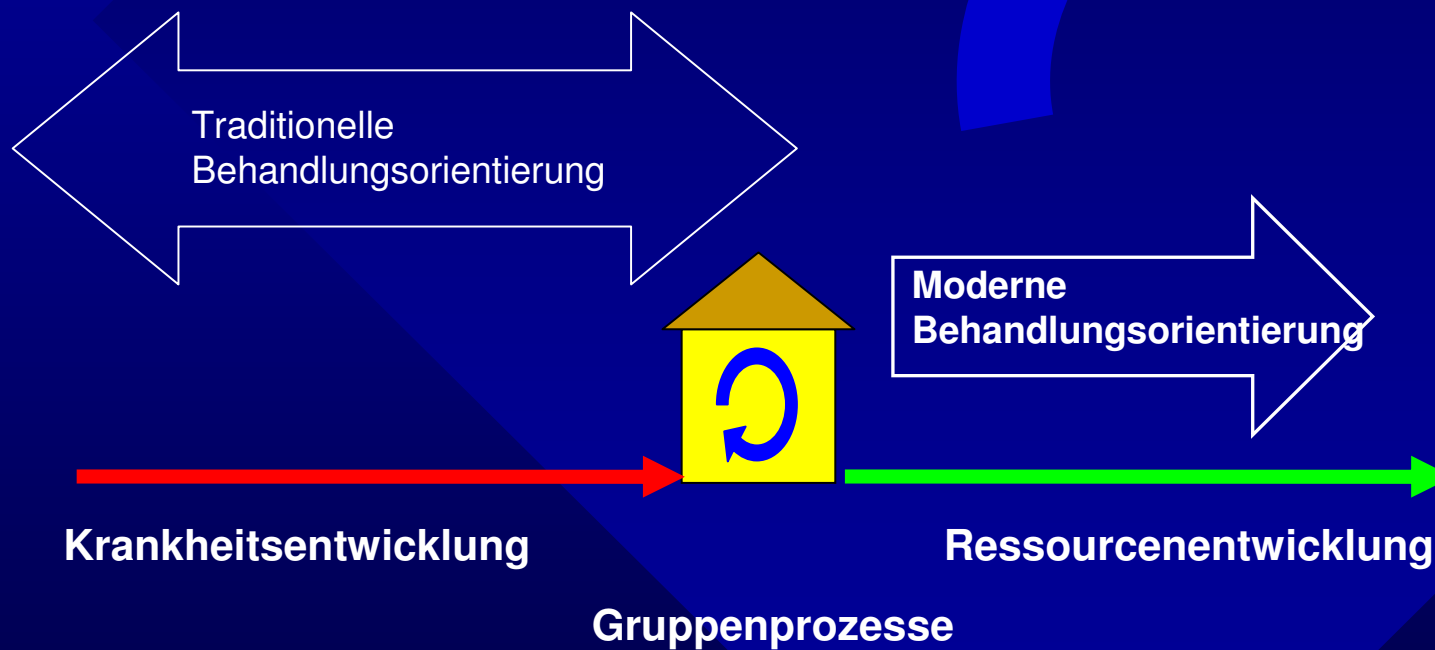 Traditionelle
Behandlungsorientierung
Moderne
Behandlungsorientierung
Krankheitsentwicklung
Ressourcenentwicklung
Gruppenprozesse